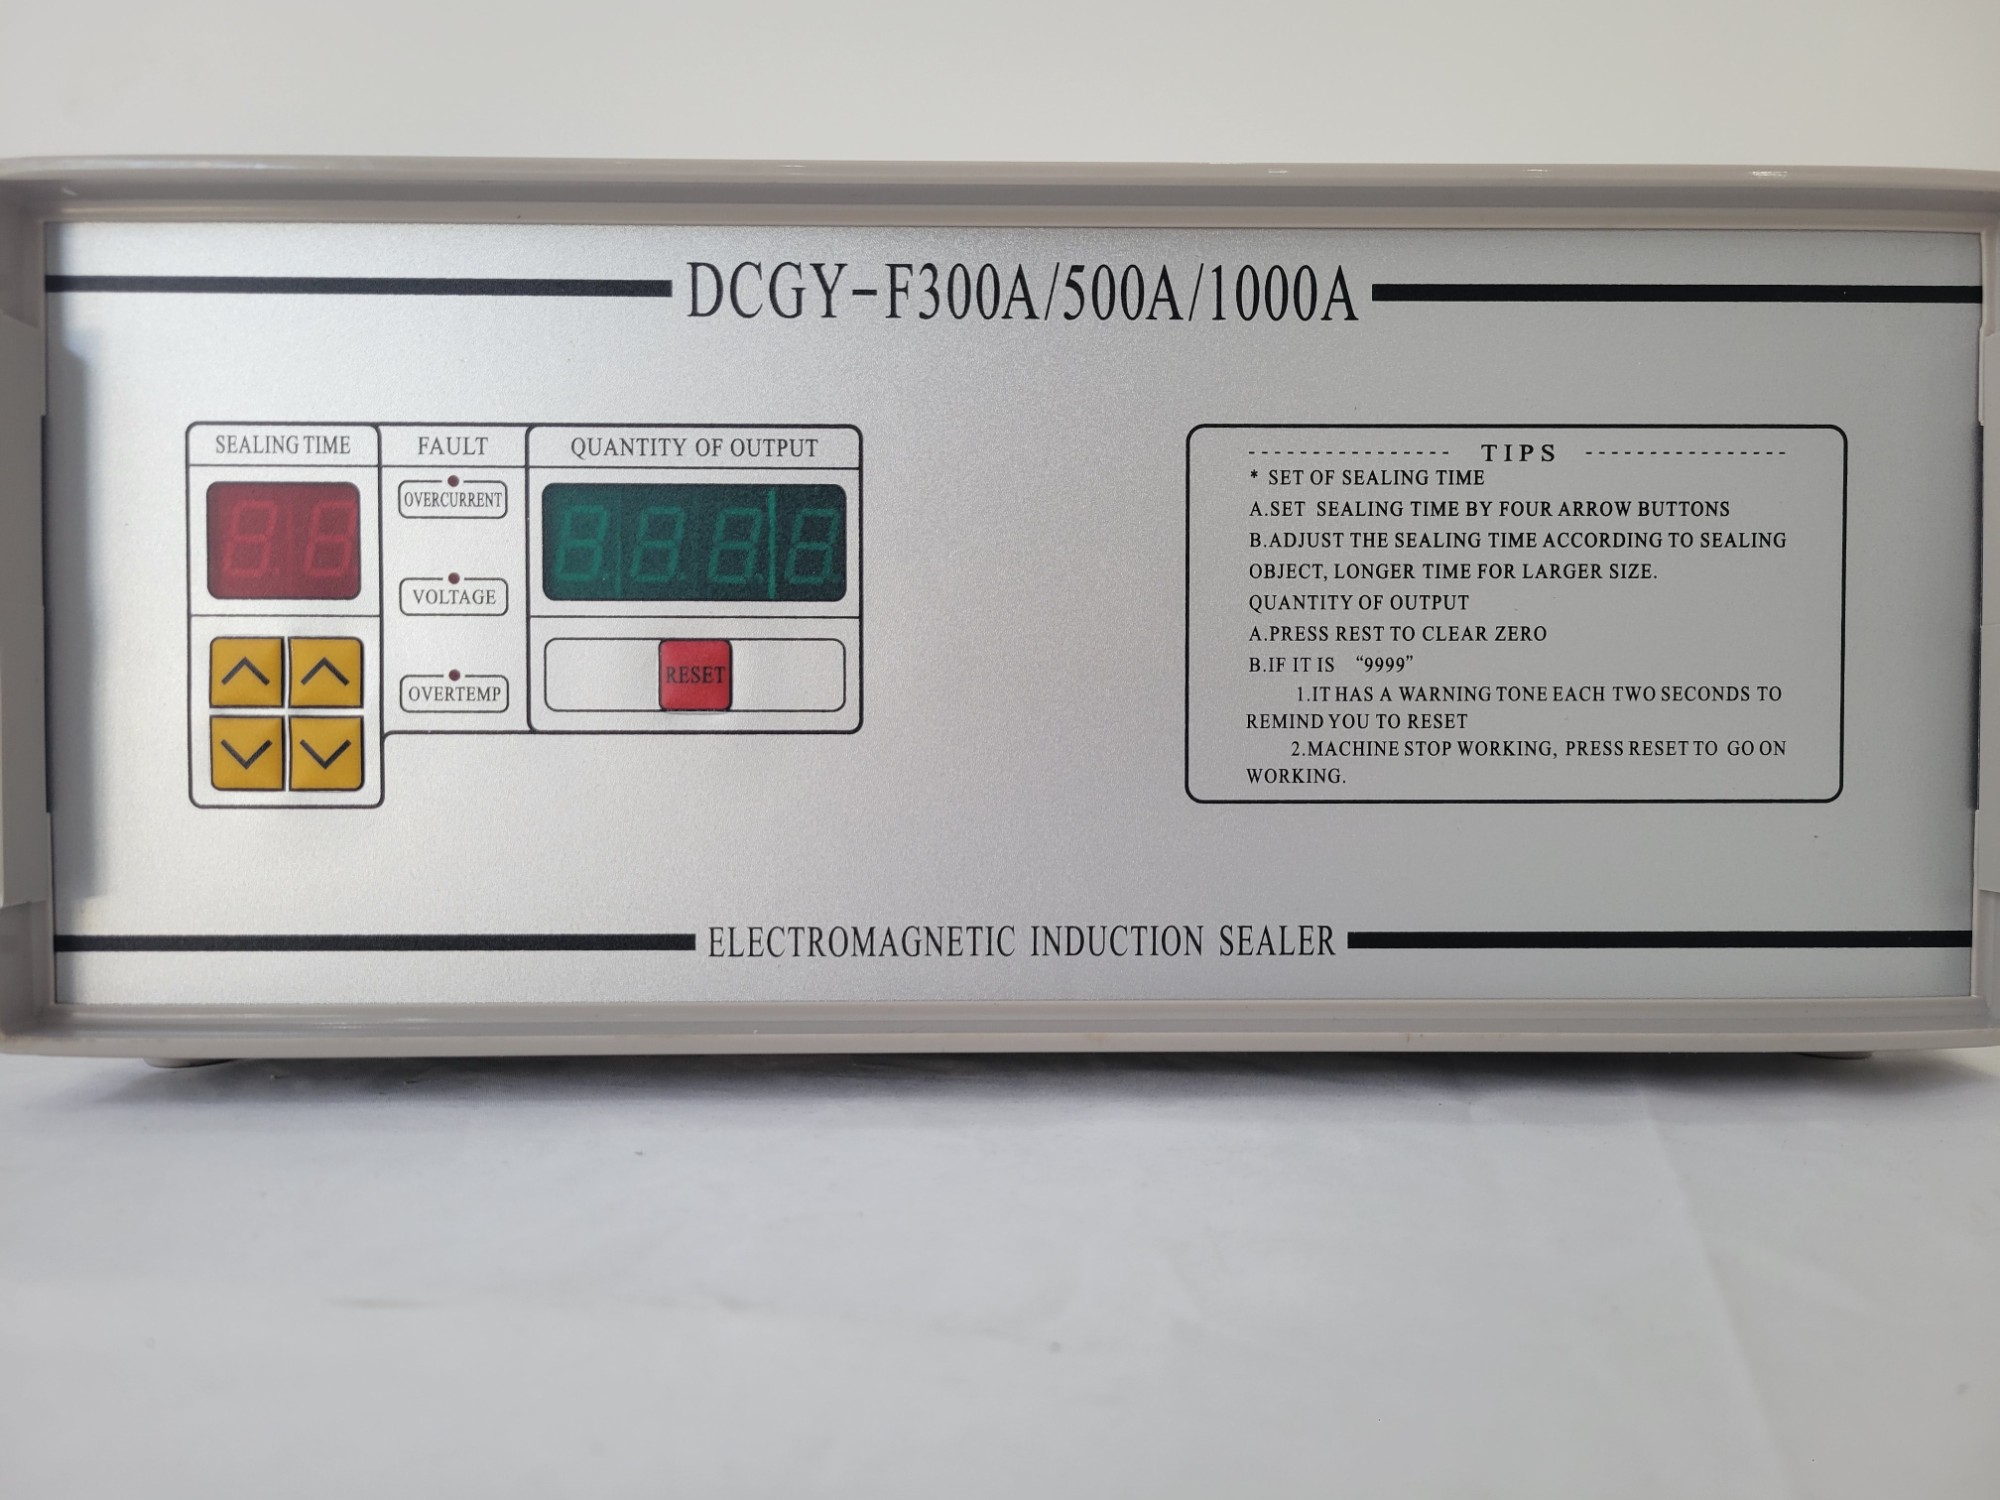 DCGY-F300A/500A/1000A
SEALING TIME
FAULT
QUANTITY OF OUTPUT
OVERCURRENT
VOLTAGE
OVERTEMP
RESET
---------------- TIPS ----------------
* SET OF SEALING TIME
A.SET SEALING TIME BY FOUR ARROW BUTTONS
B.ADJUST THE SEALING TIME ACCORDING TO SEALING
OBJECT, LONGER TIME FOR LARGER SIZE.
QUANTITY OF OUTPUT
A.PRESS REST TO CLEAR ZERO
B.IF IT IS “9999”
1.IT HAS A WARNING TONE EACH TWO SECONDS TO
REMIND YOU TO RESET
2.MACHINE STOP WORKING, PRESS RESET TO GO ON
WORKING.
ELECTROMAGNETIC INDUCTION SEALER